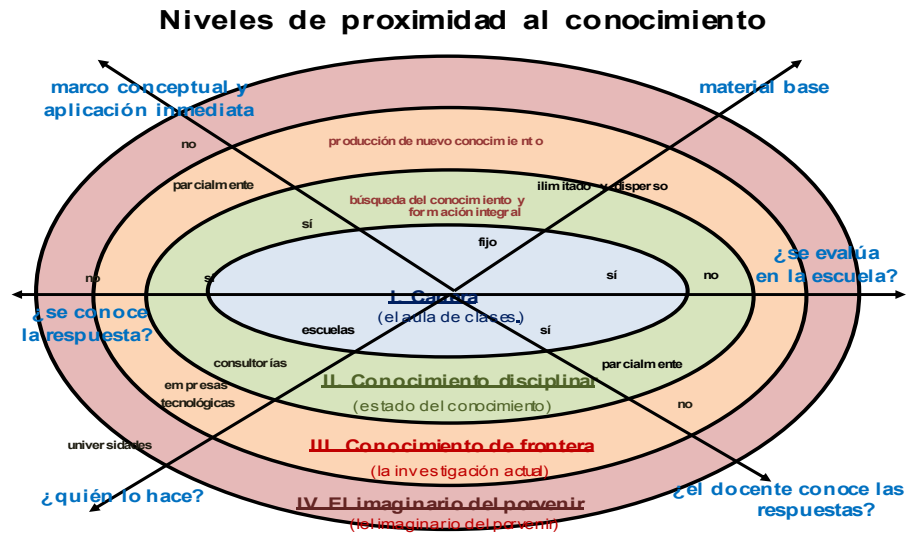 Niveles de proximidad al conocimiento
marco conceptual y
aplicación inmediata
material base
no
producción de nuevo conocimiento
parcialmente
ilimitado y disperso
búsqueda del conocimiento y
formación integral
sí
fijo
¿se evalúa
en la escuela?
no
sí
sí
no
I. Cartera
(el aula de clases.)
¿se conoce
la respuesta?
escuelas
sí
consultorías
parcialmente
II. Conocimiento disciplinar
(estado del conocimiento)
empresas
tecnológicas
no
universidades
III. Conocimiento de frontera
(la investigación actual)
¿quién lo hace?
¿el docente conoce las
respuestas?
IV. El imaginario del porvenir
(lel imaginario del porvenir)